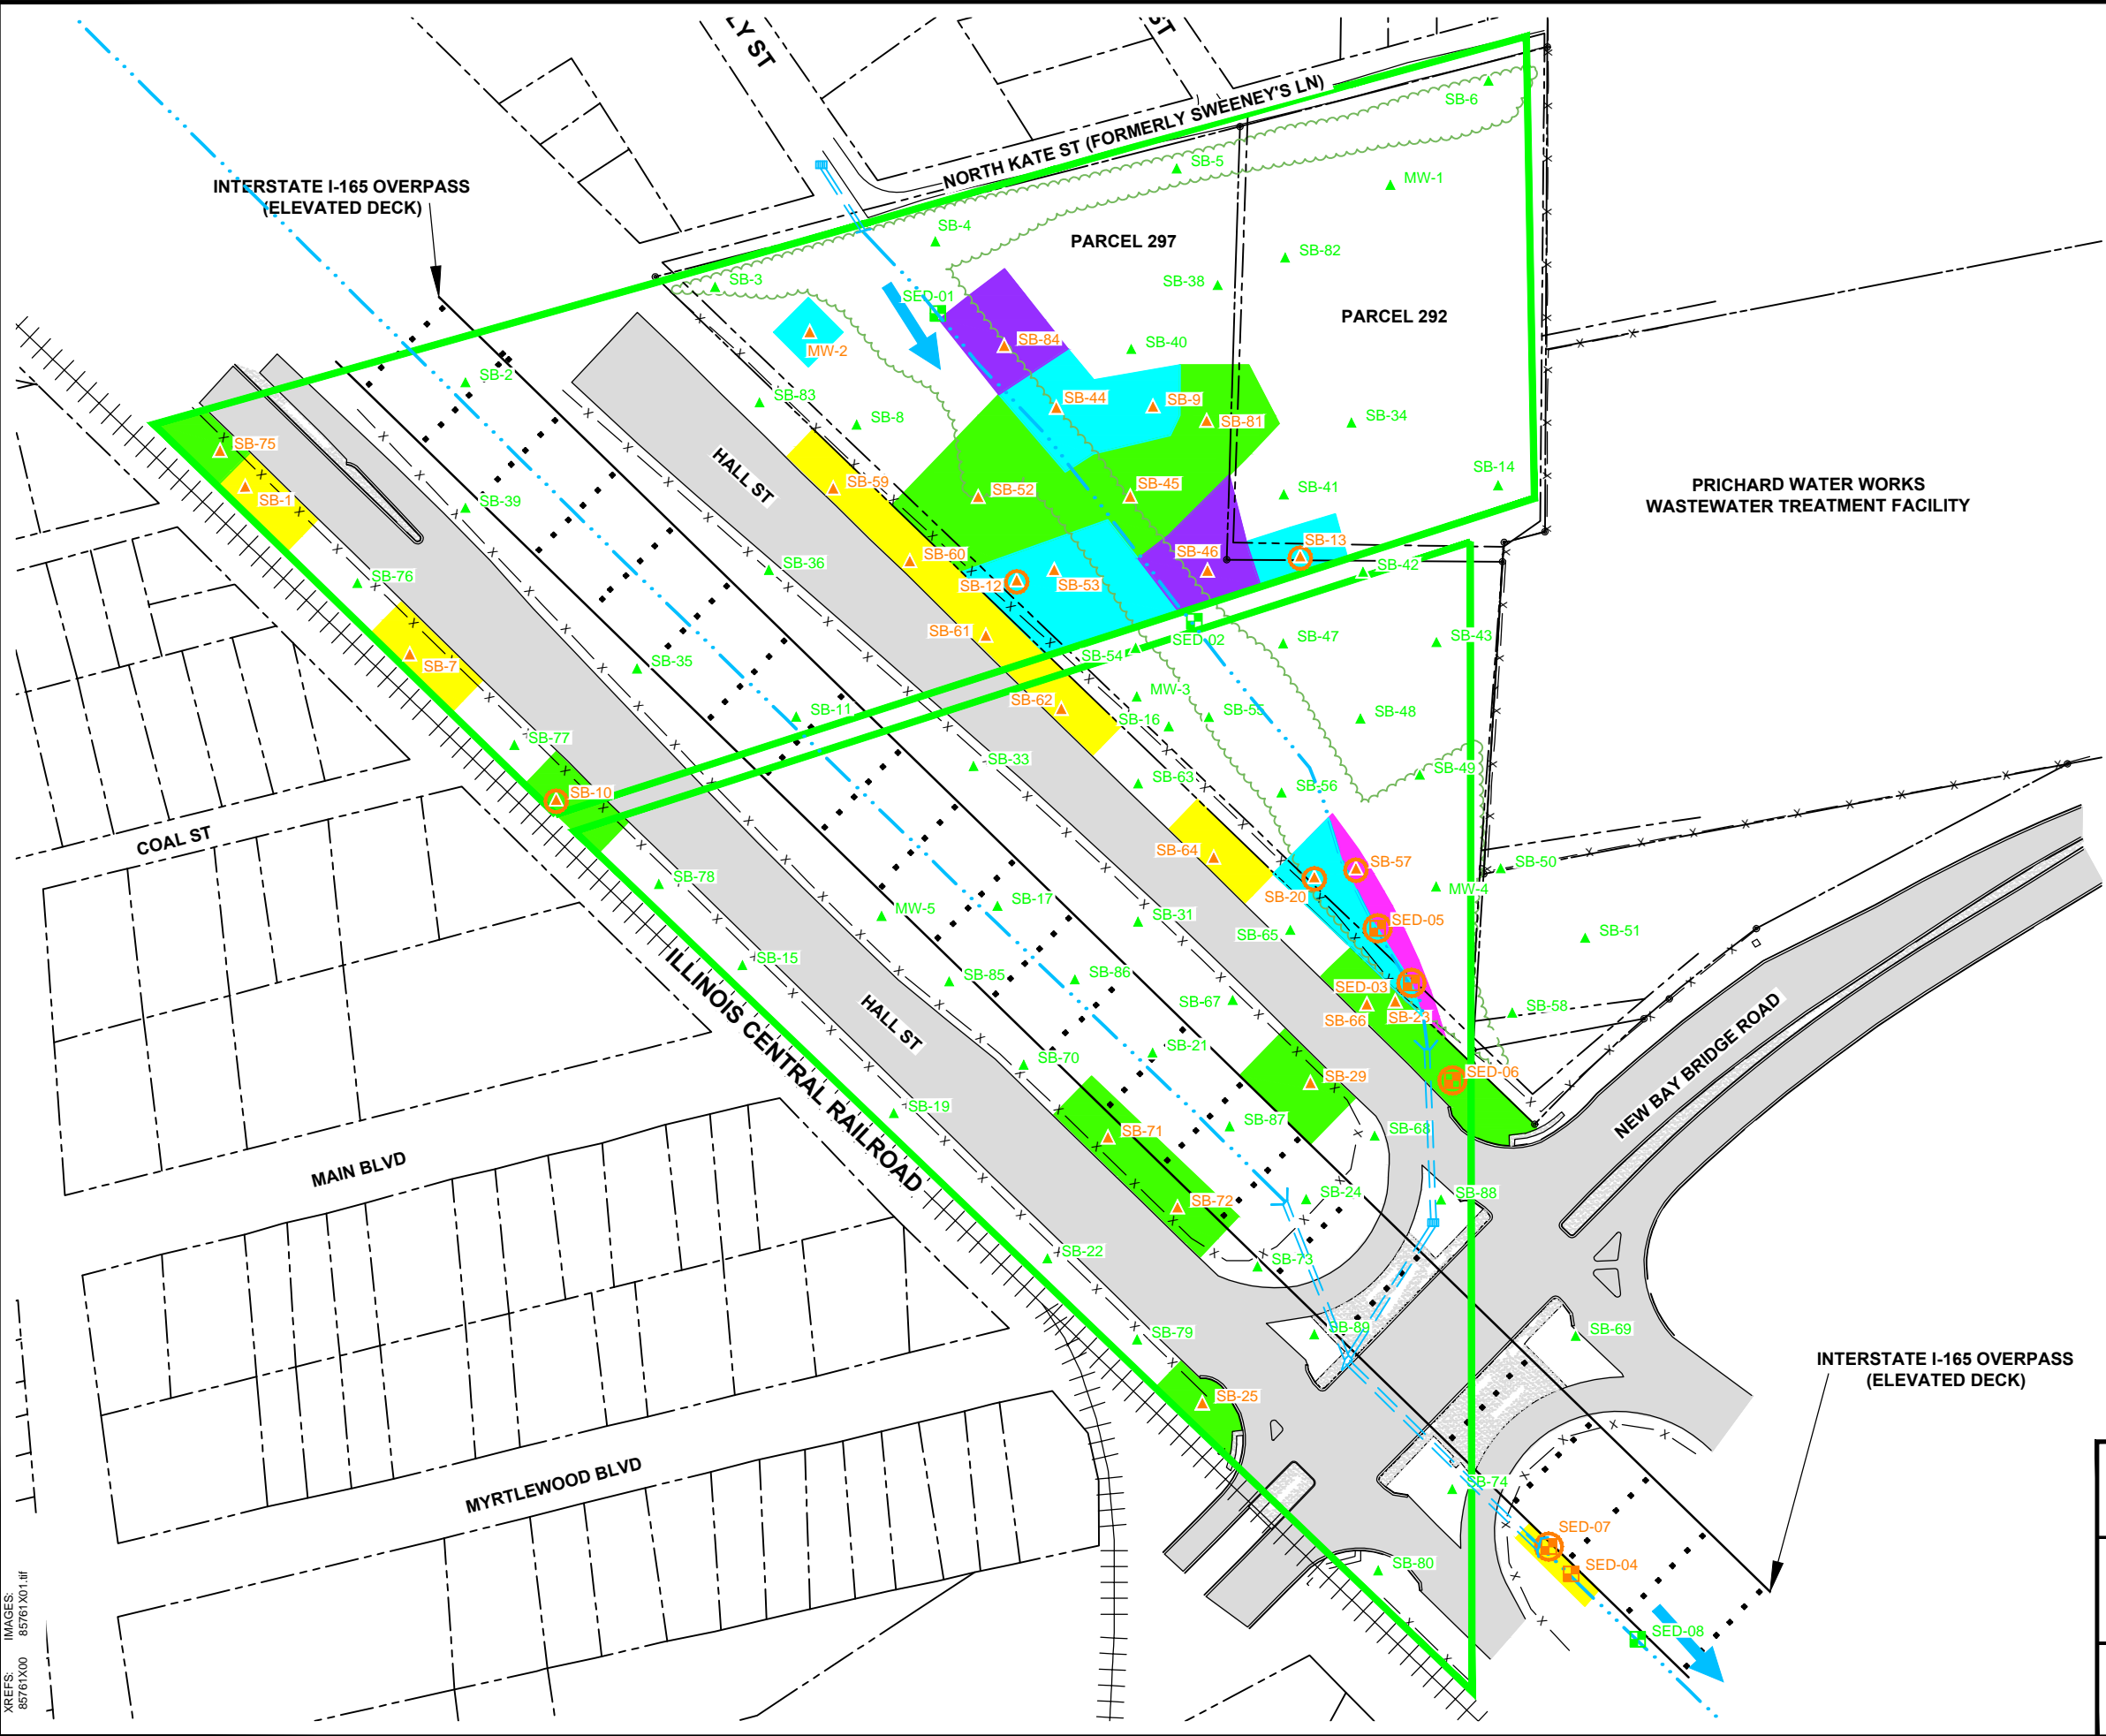 LY ST
ST
NORTH KATE ST (FORMERLY SWEENEY'S LN)
SB-6
SB-5
MW-1
INTERSTATE I-165 OVERPASS
(ELEVATED DECK)
SB-4
PARCEL 297
SB-82
SB-3
SB-38
SED-01
PARCEL 292
SB-84
SB-40
MW-2
SB-2
SB-83
SB-44
SB-9
SB-8
SB-81
SB-34
SB-75
HALL ST
SB-14
SB-1
SB-59
SB-52
SB-45
SB-41
PRICHARD WATER WORKS
WASTEWATER TREATMENT FACILITY
SB-39
SB-13
SB-46
SB-60
SB-36
SB-42
SB-76
SB-12
SB-53
SB-61
SED-02
SB-47
SB-43
SB-54
SB-7
SB-35
MW-3
SB-62
SB-11
SB-16
SB-55
SB-48
SB-77
SB-33
SB-63
SB-49
SB-10
SB-56
COAL ST
SB-64
SB-57
SB-50
SB-78
SB-20
MW-4
SB-17
MW-5
SB-31
SED-05
SB-65
SB-51
SB-15
ILLINOIS CENTRAL RAILROAD
SB-85
SB-86
SED-03
SB-67
HALL ST
SB-66
SB-23
SB-58
NEW BAY BRIDGE ROAD
SB-21
SB-70
SED-06
SB-29
SB-19
SB-87
SB-68
SB-71
MAIN BLVD
SB-72
SB-24
SB-88
SB-22
SB-73
SB-79
SB-89
SB-69
INTERSTATE I-165 OVERPASS
(ELEVATED DECK)
SB-25
MYRTLEWOOD BLVD
SB-74
SED-07
SB-80
SED-04
SED-08
XREFS: IMAGES:
85761X00 85761X01.tif